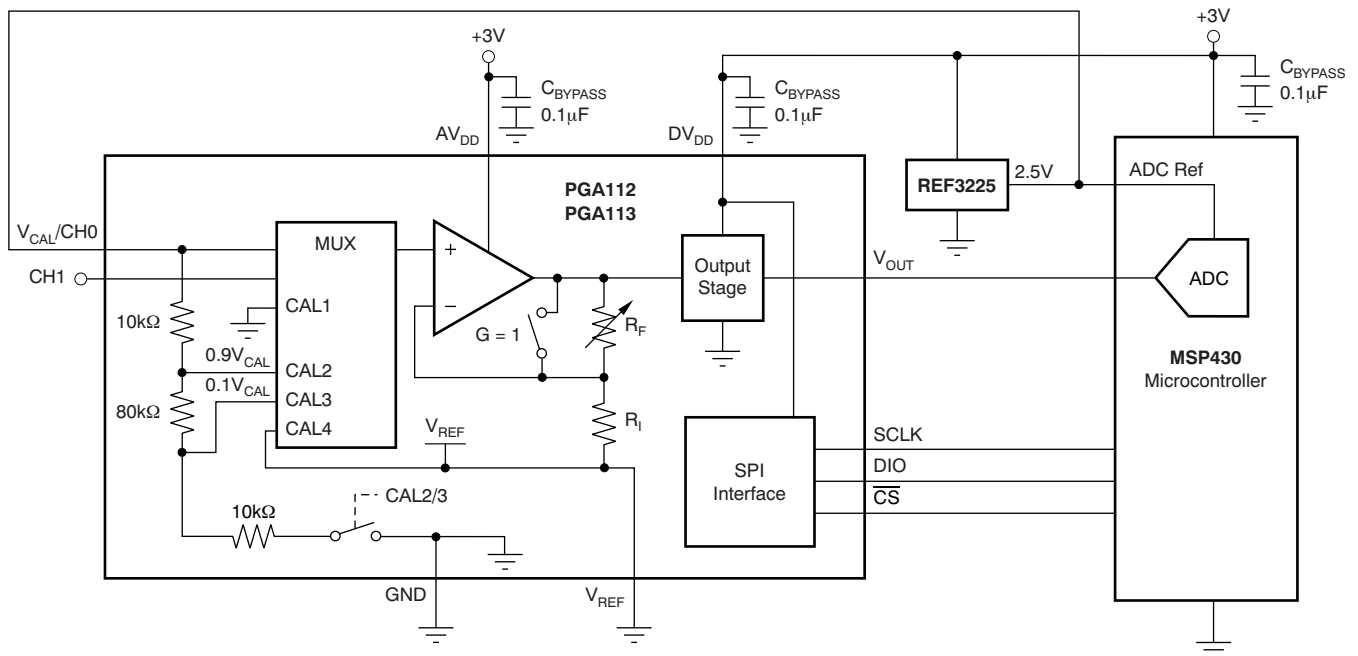 +3V
+3V
C_BYPASS
0.1μF
C_BYPASS
0.1μF
C_BYPASS
0.1μF
AV_DD
DV_DD
PGA112
PGA113
REF3225
2.5V
ADC Ref
V_CAL/CH0
MUX
Output
Stage
V_OUT
ADC
CH1
CAL1
10kΩ
G = 1
R_F
MSP430
Microcontroller
0.9V_CAL
CAL2
0.1V_CAL
80kΩ
CAL3
CAL4
V_REF
R_I
SPI
Interface
SCLK
DIO
C̅S̅
CAL2/3
10kΩ
GND
V_REF